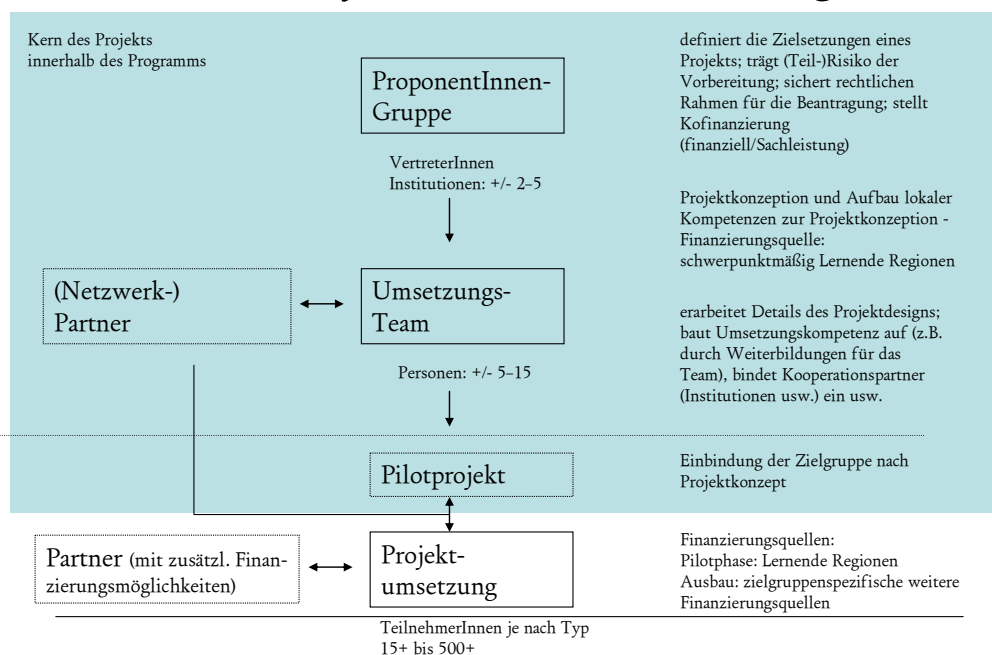 Kern des Projekts
innerhalb des Programms
ProponentInnen-
Gruppe
definiert die Zielsetzungen eines
Projekts; trägt (Teil-)Risiko der
Vorbereitung; sichert rechtlichen
Rahmen für die Beantragung; stellt
Kofinanzierung
(finanziell/Sachleistung)
VertreterInnen
Institutionen: +/- 2–5
Projektkonzeption und Aufbau lokaler
Kompetenzen zur Projektkonzeption -
Finanzierungsquelle:
schwerpunktmäßig Lernende Regionen
(Netzwerk-)
Partner
Umsetzungs-
Team
erarbeitet Details des Projektdesigns;
baut Umsetzungskompetenz auf (z.B.
durch Weiterbildungen für das
Team), bindet Kooperationspartner
(Institutionen usw.) ein usw.
Personen: +/- 5–15
Pilotprojekt
Einbindung der Zielgruppe nach
Projektkonzept
Partner (mit zusätzl. Finan-
zierungsmöglichkeiten)
Projekt-
umsetzung
Finanzierungsquellen:
Pilotphase: Lernende Regionen
Ausbau: zielgruppenspezifische weitere
Finanzierungsquellen
TeilnehmerInnen je nach Typ
15+ bis 500+